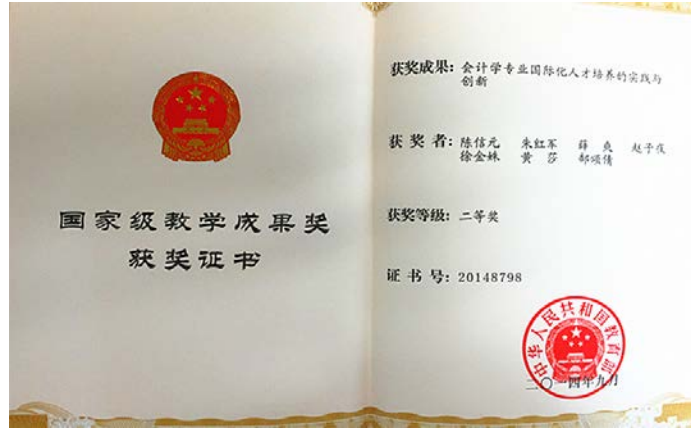 国家级教学成果奖
获奖证书
获奖成果：会计学专业国际化人才培养的实践与
创新
获 奖 者：陈信元 朱红军 薛 爽 赵子夜
徐金妹 黄 莎 郝颂倩
获奖等级：二等奖
证 书 号：20148798
中华人民共和国教育部
二〇一四年九月